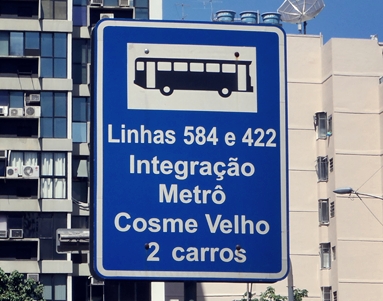 Linhas 584 e 422
Integração
Metrô
Cosme Velho
2 carros